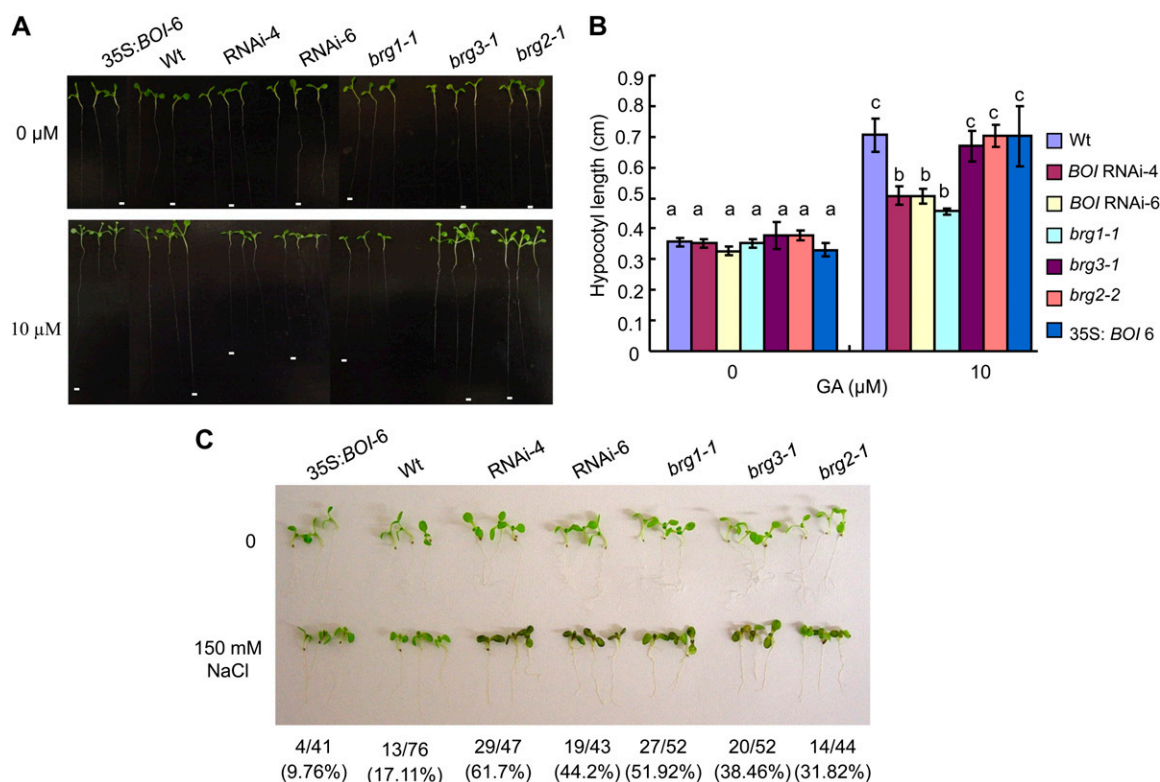 A
35S:BOI-6
Wt
RNAi-4
RNAi-6
brg1-1
brg3-1
brg2-1
0 µM
10 µM
B
Hypocotyl length (cm)
0.9
0.8
0.7
0.6
0.5
0.4
0.3
0.2
0.1
0
a a a a a a a
c b b b c c c
0 10
GA (µM)
Wt
BOI RNAi-4
BOI RNAi-6
brg1-1
brg3-1
brg2-2
35S: BOI 6
C
35S:BOI-6 Wt RNAi-4 RNAi-6 brg1-1 brg3-1 brg2-1
0
150 mM
NaCl
4/41 13/76 29/47 19/43 27/52 20/52 14/44
(9.76%) (17.11%) (61.7%) (44.2%) (51.92%) (38.46%) (31.82%)